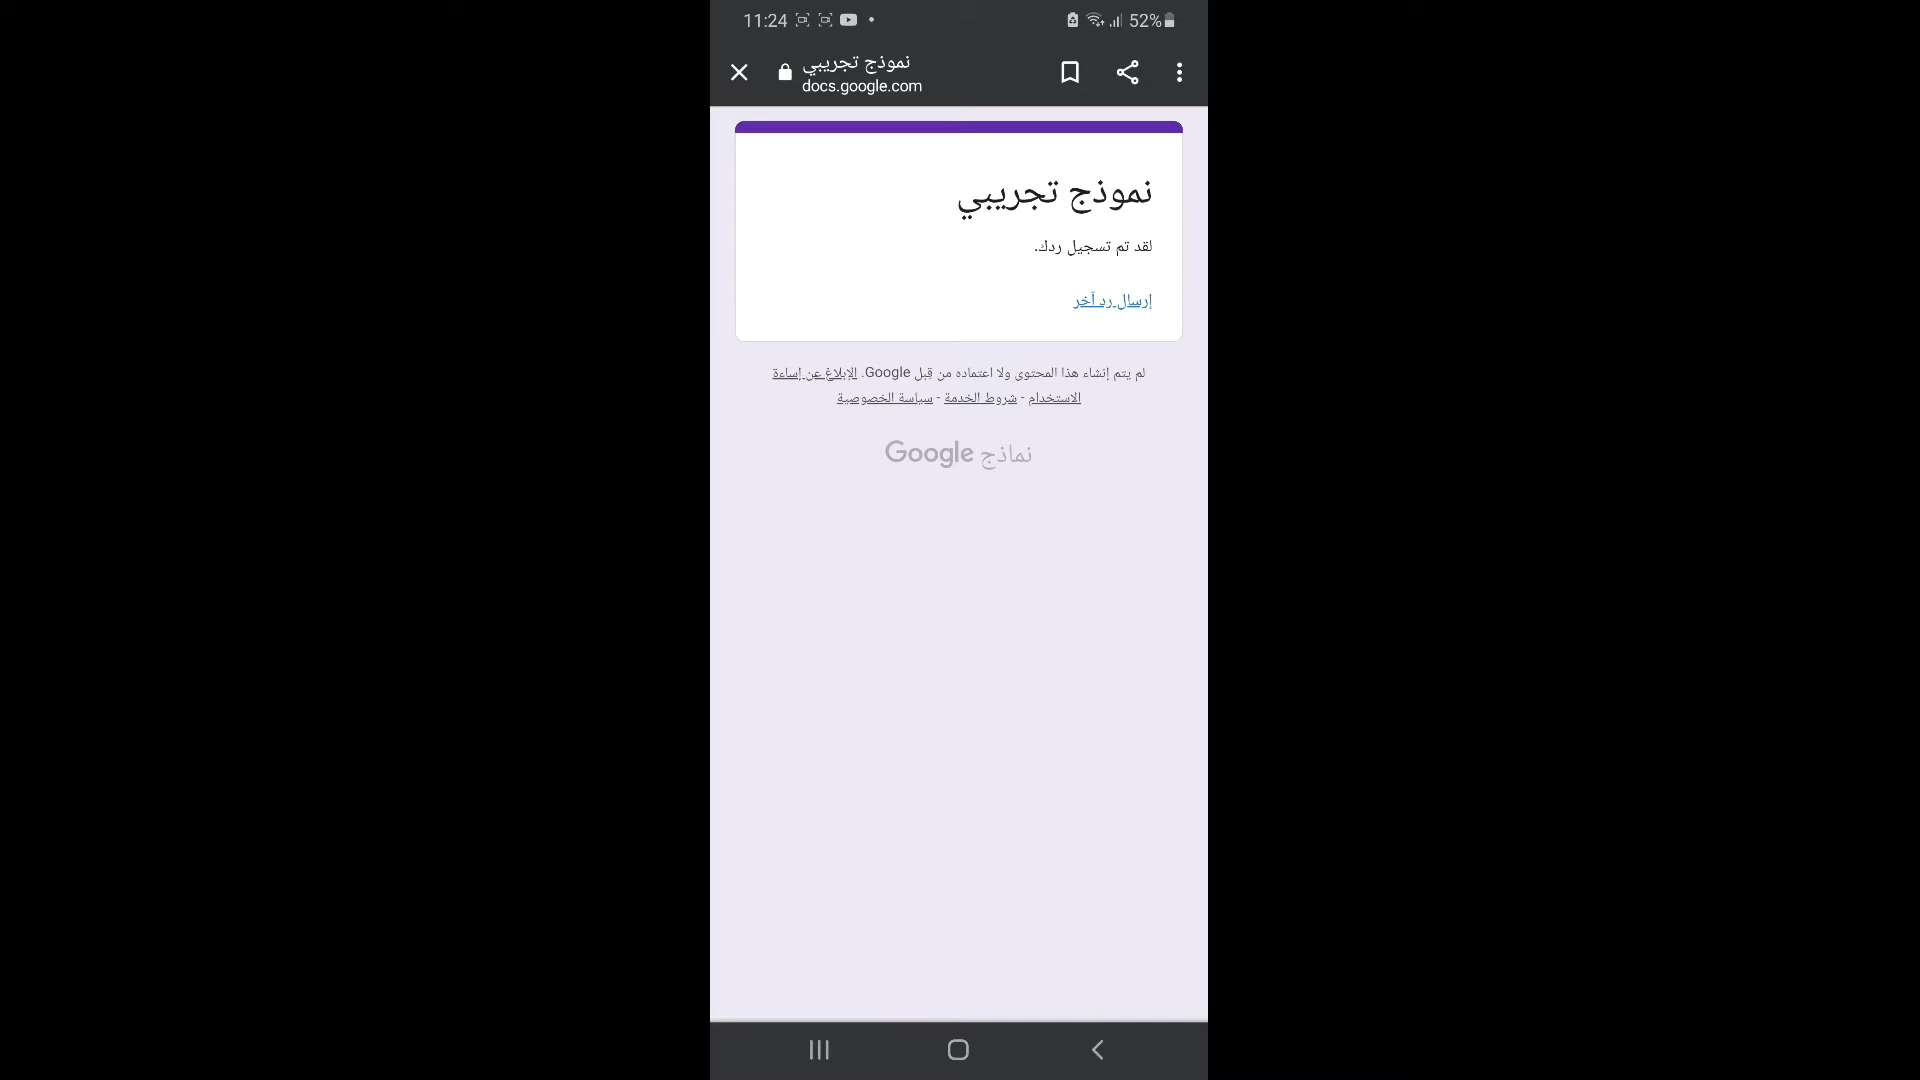 11:24
52%
نموذج تجريبي
docs.google.com
نموذج تجريبي
لقد تم تسجيل ردك.
إرسال رد آخر
لم يتم إنشاء هذا المحتوى ولا اعتماده من قِبل Google. الإبلاغ عن إساءة
الاستخدام - شروط الخدمة - سياسة الخصوصية
نماذج Google